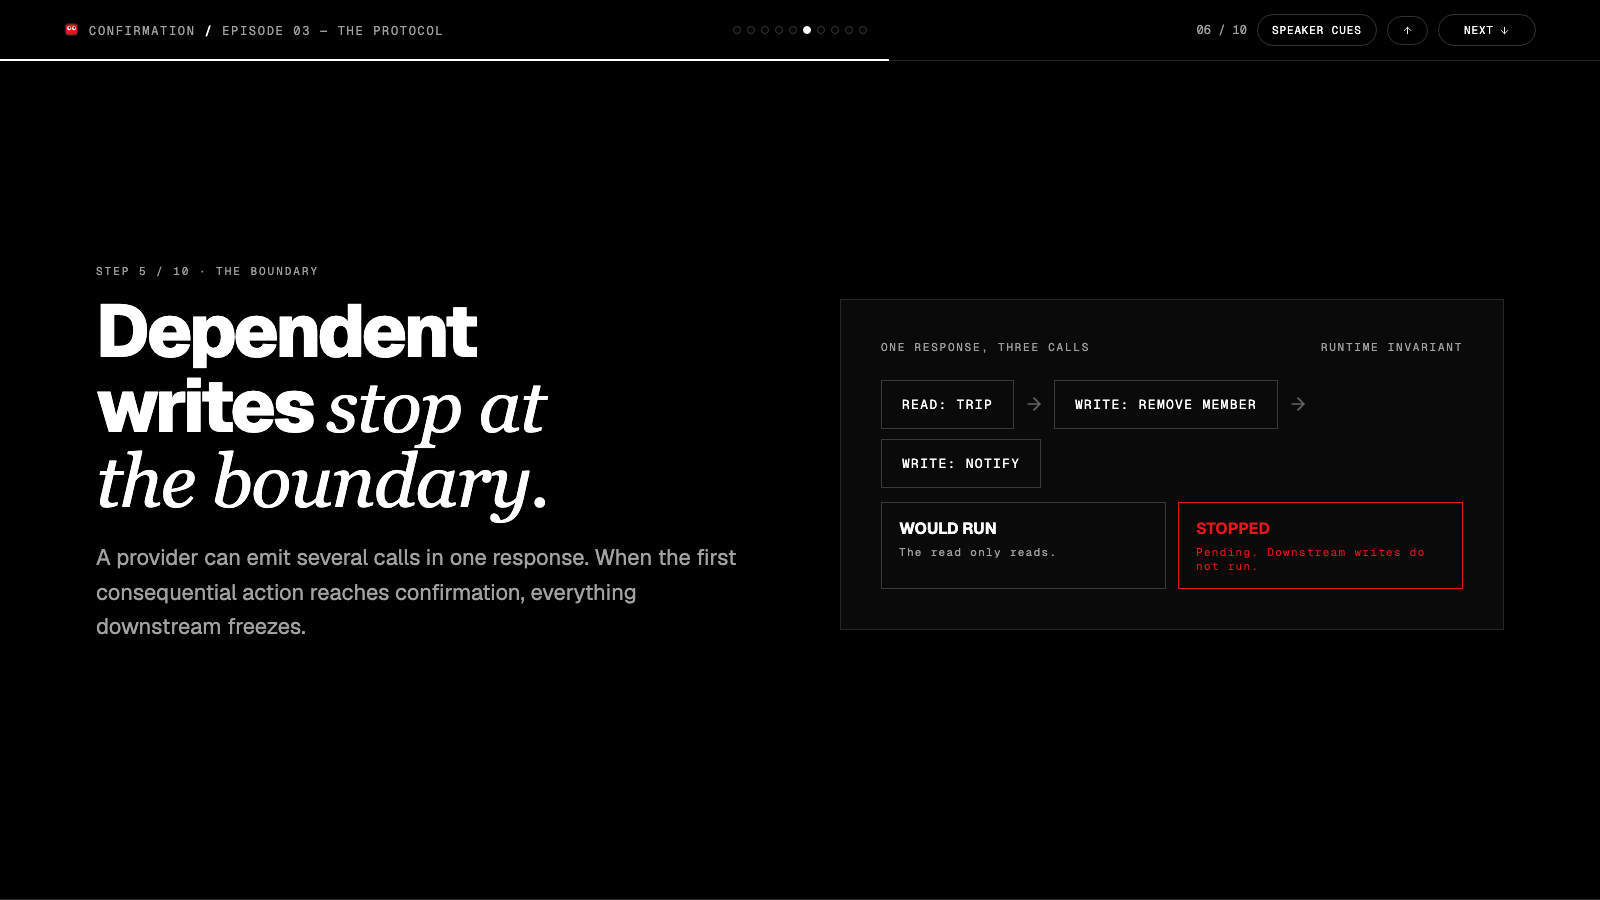 CONFIRMATION / EPISODE 03 — THE PROTOCOL
06 / 10
SPEAKER CUES
↑
NEXT ↓
STEP 5 / 10 · THE BOUNDARY
Dependent
writes stop at
the boundary.
A provider can emit several calls in one response. When the first
consequential action reaches confirmation, everything
downstream freezes.
ONE RESPONSE, THREE CALLS
RUNTIME INVARIANT
READ: TRIP → WRITE: REMOVE MEMBER →
WRITE: NOTIFY
WOULD RUN
The read only reads.
STOPPED
Pending. Downstream writes do
not run.